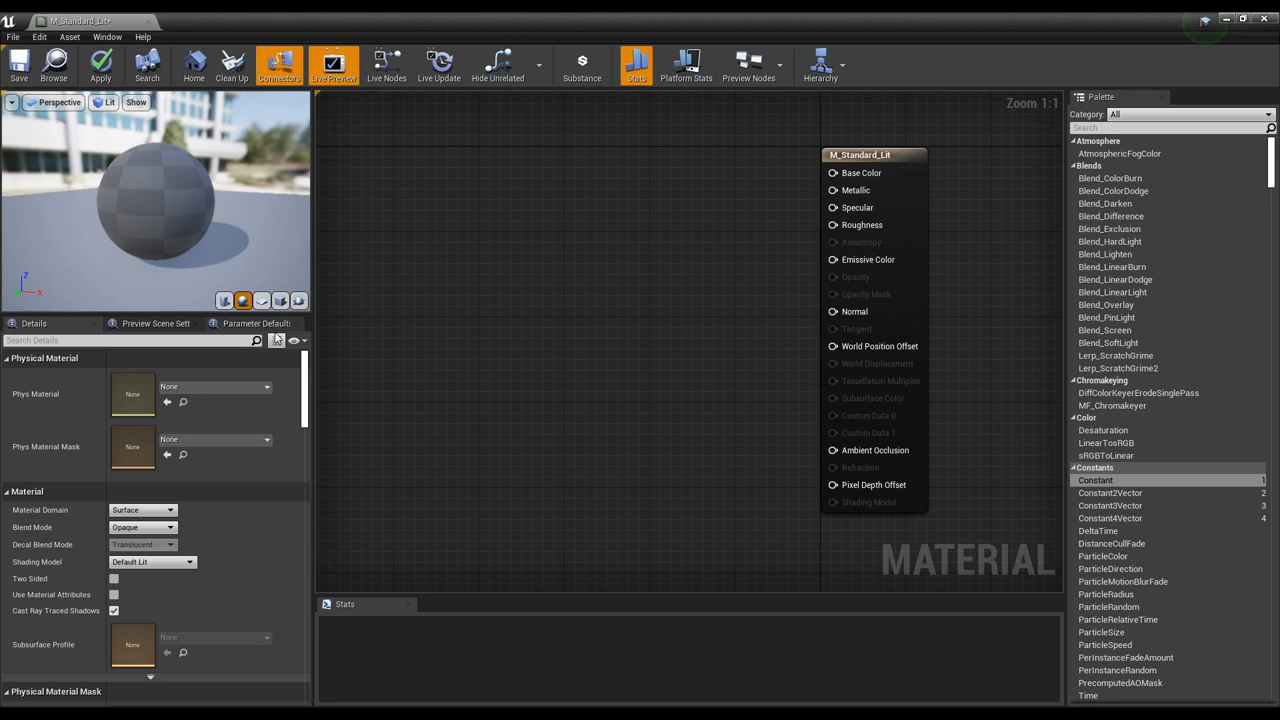 M_Standard_Lit*
File Edit Asset Window Help
Save Browse Apply Search Home Clean Up Connectors Live Preview Live Nodes Live Update Hide Unrelated Substance Stats Platform Stats Preview Nodes Hierarchy
Perspective Lit Show
Z
X
Details Preview Scene Sett Parameter Default
Search Details
Physical Material
Phys Material None None
Phys Material Mask None None
Material
Material Domain Surface
Blend Mode Opaque
Decal Blend Mode Translucent
Shading Model Default Lit
Two Sided
Use Material Attributes
Cast Ray Traced Shadows
Subsurface Profile None None
Physical Material Mask
Zoom 1:1
M_Standard_Lit
Base Color
Metallic
Specular
Roughness
Anisotropy
Emissive Color
Opacity
Opacity Mask
Normal
Tangent
World Position Offset
World Displacement
Tessellation Multiplier
Subsurface Color
Custom Data 0
Custom Data 1
Ambient Occlusion
Refraction
Pixel Depth Offset
Shading Model
MATERIAL
Stats
Palette
Category: All
Search
Atmosphere
AtmosphericFogColor
Blends
Blend_ColorBurn
Blend_ColorDodge
Blend_Darken
Blend_Difference
Blend_Exclusion
Blend_HardLight
Blend_Lighten
Blend_LinearBurn
Blend_LinearDodge
Blend_LinearLight
Blend_Overlay
Blend_PinLight
Blend_Screen
Blend_SoftLight
Lerp_ScratchGrime
Lerp_ScratchGrime2
Chromakeying
DiffColorKeyerErodeSinglePass
MF_Chromakeyer
Color
Desaturation
LinearTosRGB
sRGBToLinear
Constants
Constant 1
Constant2Vector 2
Constant3Vector 3
Constant4Vector 4
DeltaTime
DistanceCullFade
ParticleColor
ParticleDirection
ParticleMotionBlurFade
ParticleRadius
ParticleRandom
ParticleRelativeTime
ParticleSize
ParticleSpeed
PerInstanceFadeAmount
PerInstanceRandom
PrecomputedAOMask
Time